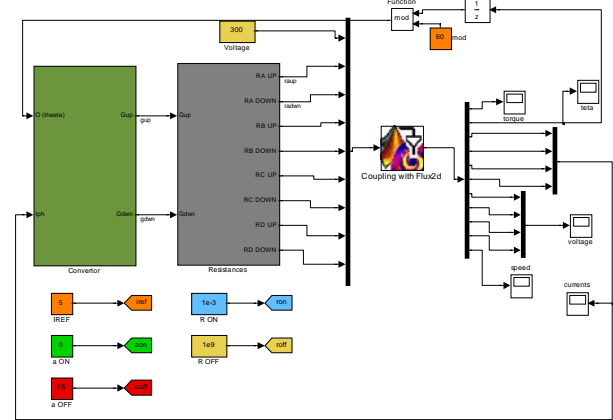 Function
1
z
mod
300
Voltage
60
mod
O (theeta)
Gup
gup
Gup
RA UP
raup
RA DOWN
radwn
RB UP
RB DOWN
RC UP
RC DOWN
RD UP
RD DOWN
Iph
Gdwn
gdwn
Gdwn
Convertor
Resistances
Coupling with Flux2d
torque
teta
voltage
speed
currents
5
iref
IREF
1e-3
ron
R ON
0
aon
a ON
1e9
roff
R OFF
15
aoff
a OFF